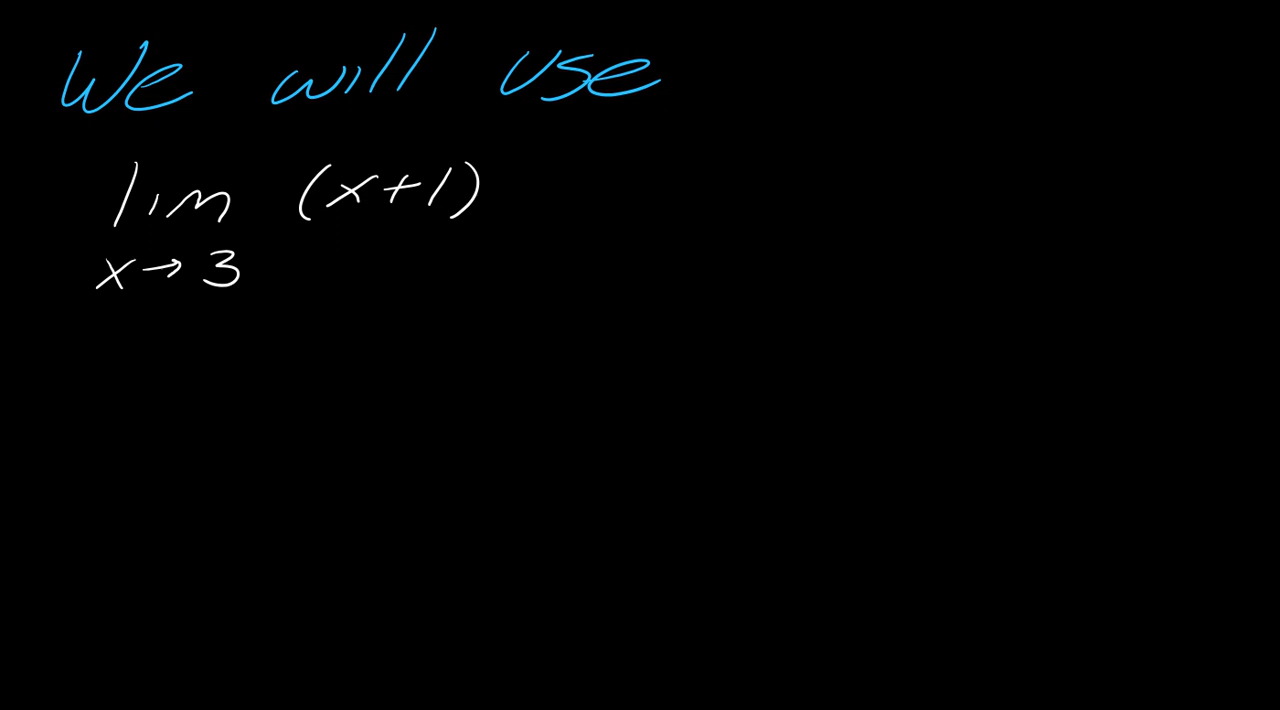 We will use
lim (x+1)
x→3